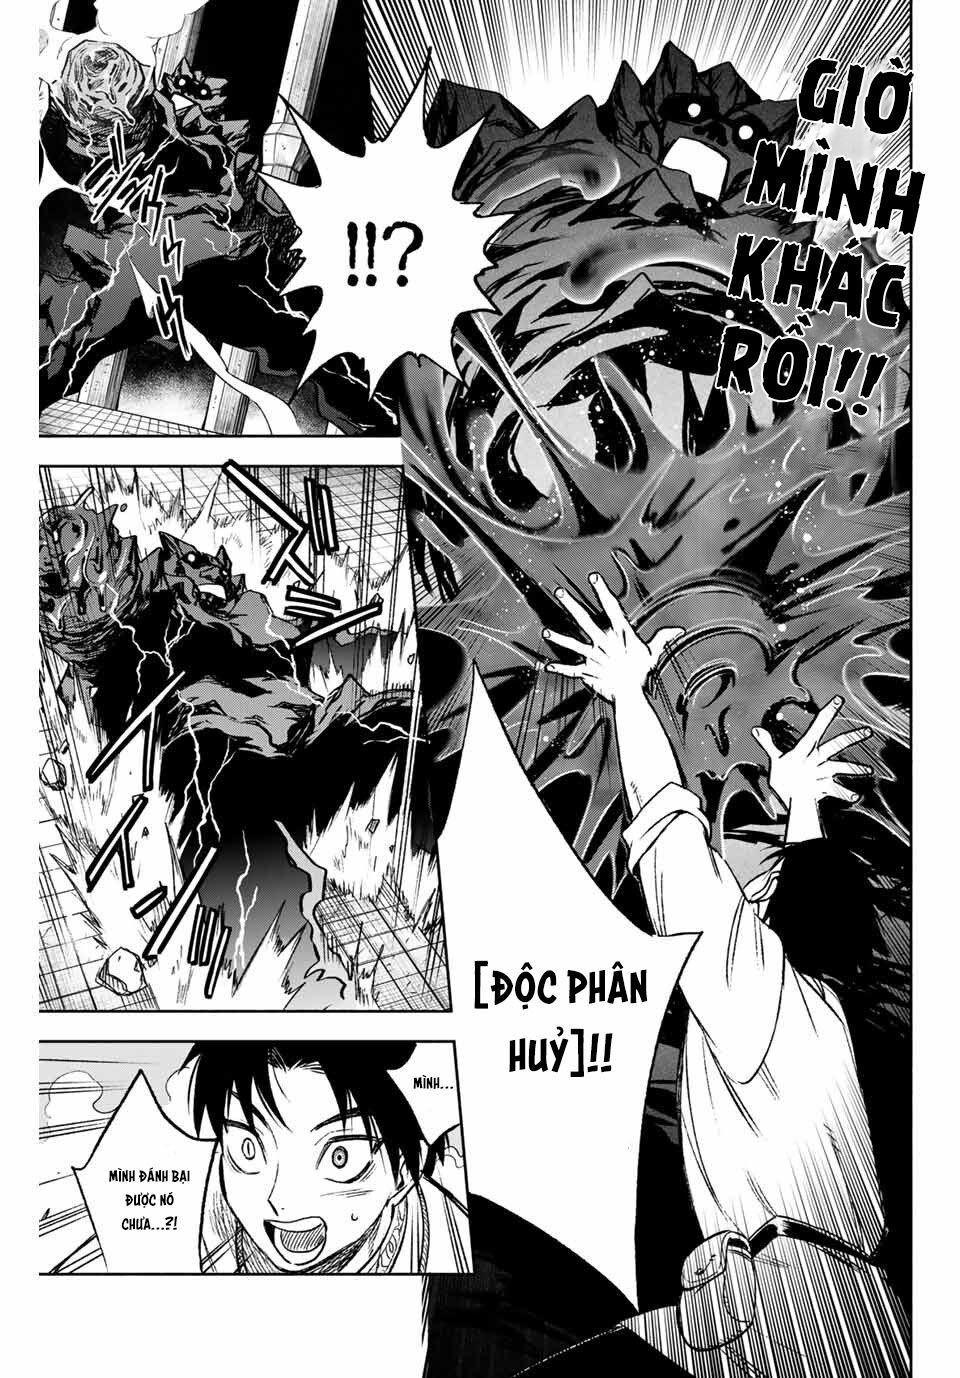 GIỜ
MÌNH
KHÁC
RỒI!!
!!?
[ĐỘC PHÂN
HUỶ]!!
MÌNH...
MÌNH ĐÁNH BẠI
ĐƯỢC NÓ
CHƯA...?!